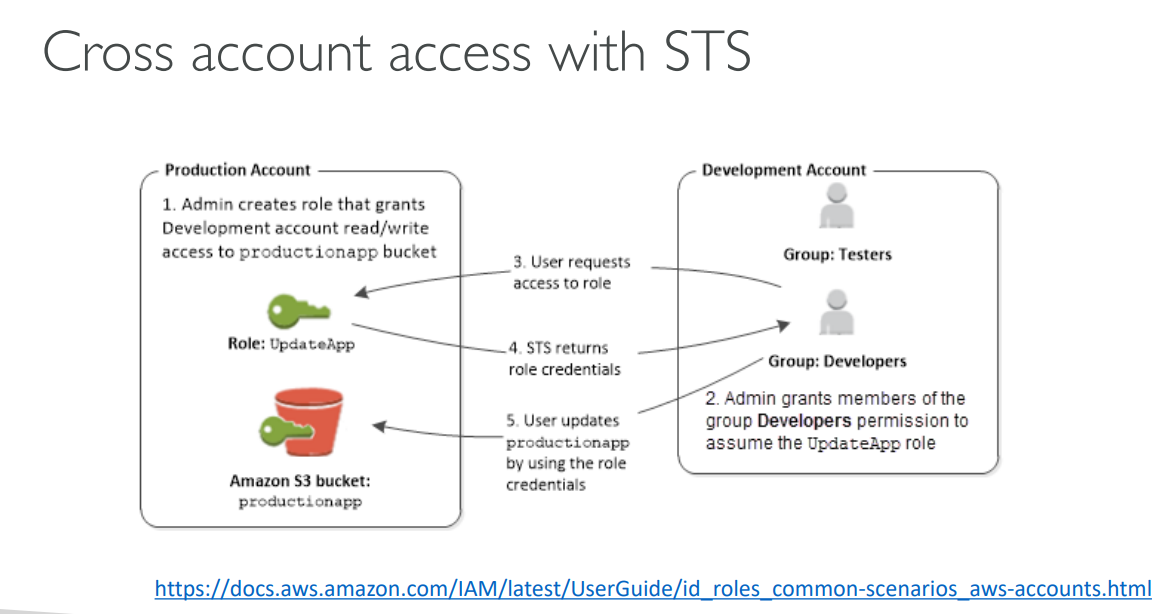 Cross account access with STS
Production Account
1. Admin creates role that grants
Development account read/write
access to productionapp bucket
Role: UpdateApp
Amazon S3 bucket:
productionapp
3. User requests
access to role
4. STS returns
role credentials
5. User updates
productionapp
by using the role
credentials
Development Account
Group: Testers
Group: Developers
2. Admin grants members of the
group Developers permission to
assume the UpdateApp role
https://docs.aws.amazon.com/IAM/latest/UserGuide/id_roles_common-scenarios_aws-accounts.html